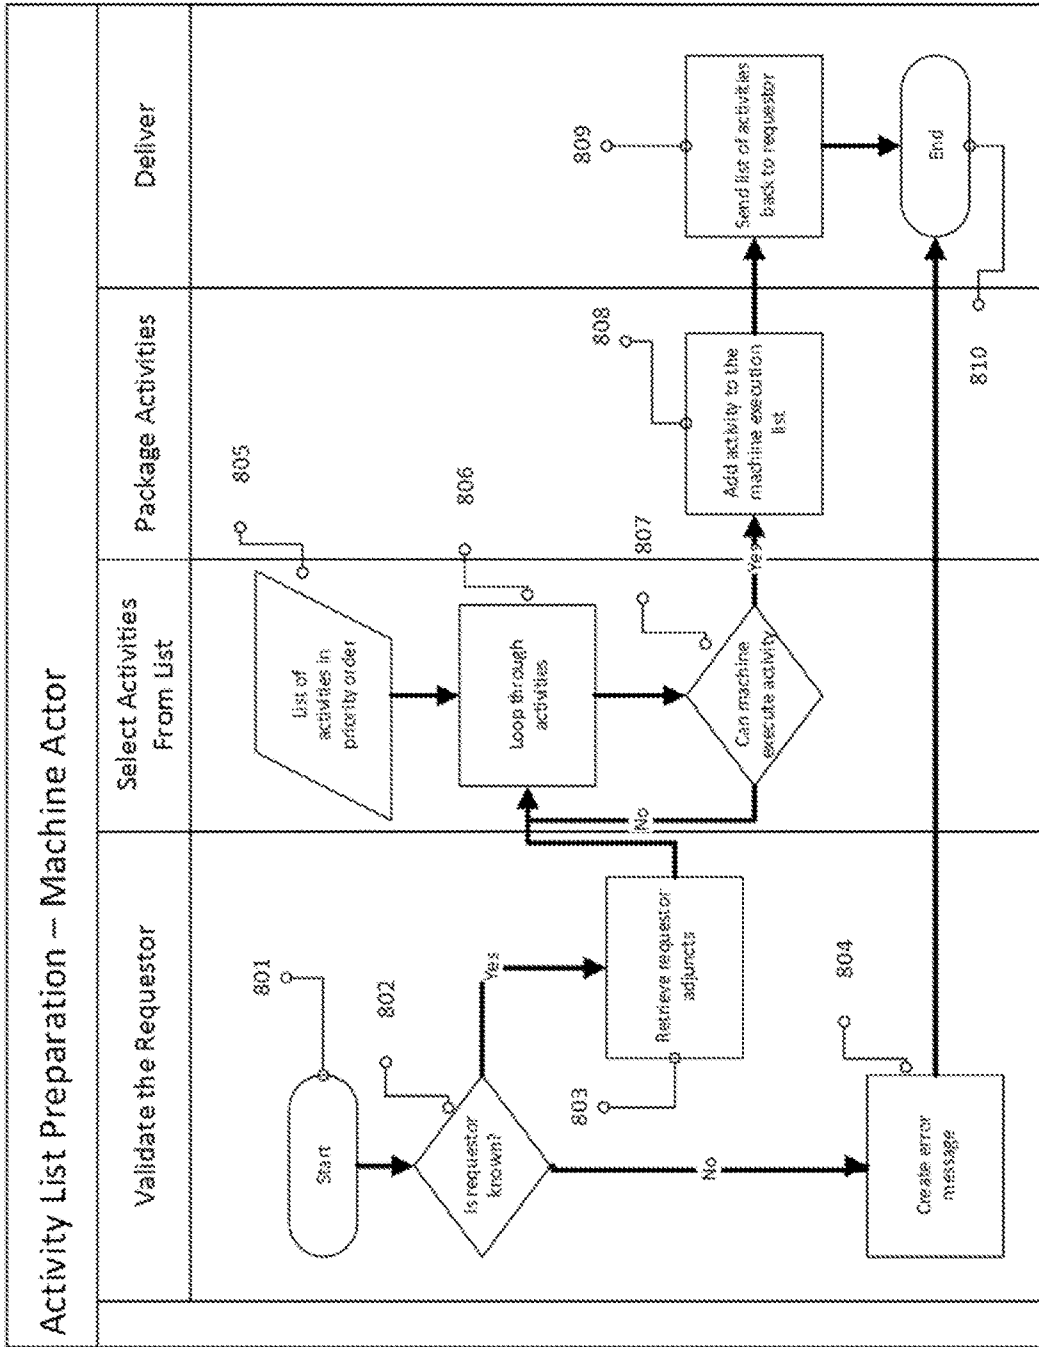 Activity List Preparation – Machine Actor
Validate the Requestor
Select Activities
From List
Package Activities
Deliver
Start
801
Is requestor
known?
802
Yes
No
Retrieve requestor
adjuncts
803
Create error
message
804
List of
activities in
priority order
805
Loop through
activities
806
Can machine
execute activity
807
No
Yes
Add activity to the
machine execution
list
808
Send list of activities
back to requestor
809
End
810